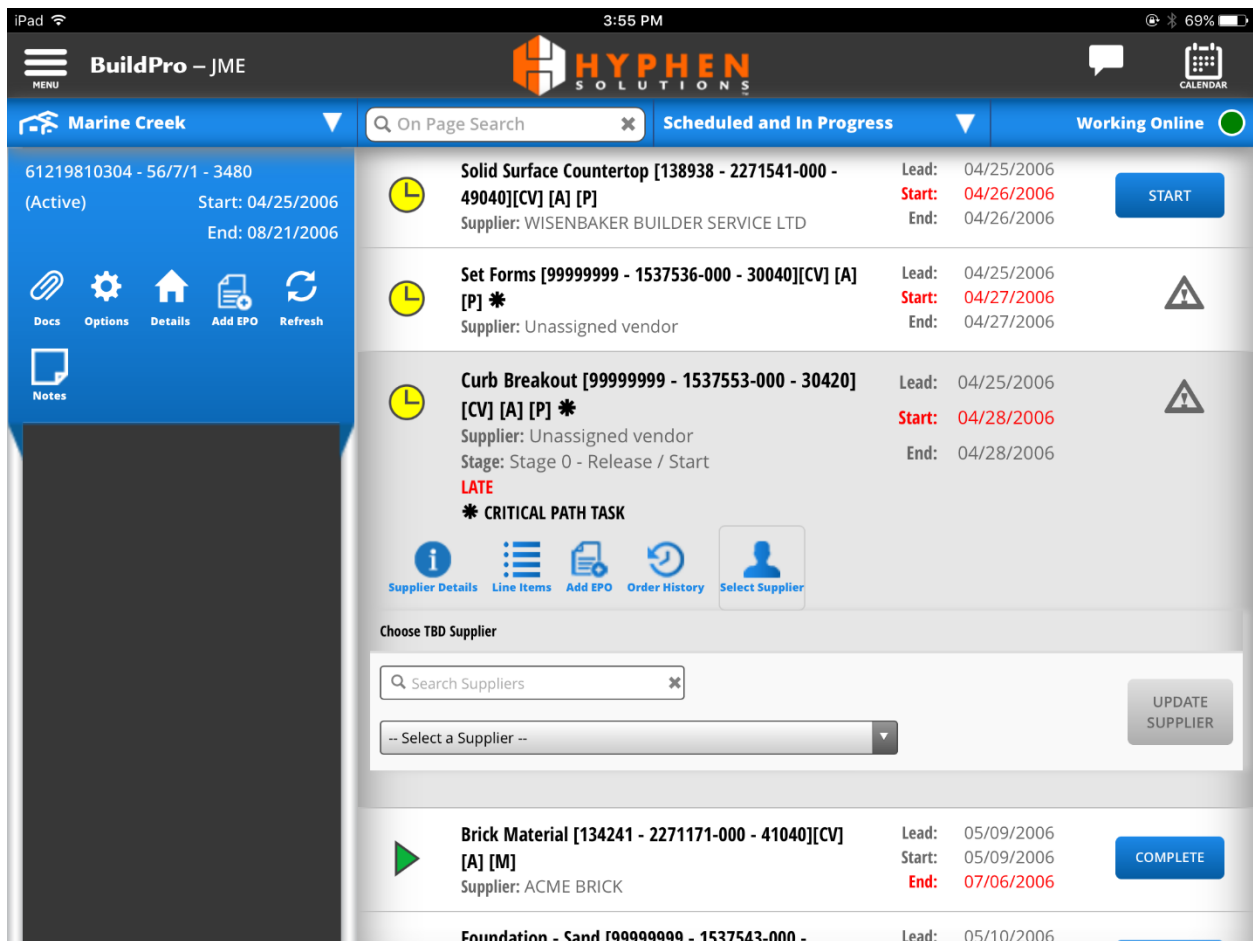 iPad 3:55 PM 69%
MENU BuildPro – JME HYPHEN CALENDAR
SOLUTIONS
Marine Creek On Page Search Scheduled and In Progress Working Online
61219810304 - 56/7/1 - 3480
(Active) Start: 04/25/2006
End: 08/21/2006
Docs Options Details Add EPO Refresh
Notes
Solid Surface Countertop [138938 - 2271541-000 - Lead: 04/25/2006
49040][CV] [A] [P] Start: 04/26/2006 START
Supplier: WISENBAKER BUILDER SERVICE LTD End: 04/26/2006
Set Forms [99999999 - 1537536-000 - 30040][CV] [A] Lead: 04/25/2006
[P] ✱ Start: 04/27/2006
Supplier: Unassigned vendor End: 04/27/2006
Curb Breakout [99999999 - 1537553-000 - 30420] Lead: 04/25/2006
[CV] [A] [P] ✱ Start: 04/28/2006
Supplier: Unassigned vendor End: 04/28/2006
Stage: Stage 0 - Release / Start
LATE
✱ CRITICAL PATH TASK
Supplier Details Line Items Add EPO Order History Select Supplier
Choose TBD Supplier
Search Suppliers
-- Select a Supplier --
UPDATE
SUPPLIER
Brick Material [134241 - 2271171-000 - 41040][CV] Lead: 05/09/2006
[A] [M] Start: 05/09/2006 COMPLETE
Supplier: ACME BRICK End: 07/06/2006
Foundation - Sand [99999999 - 1537543-000 - Lead: 05/10/2006